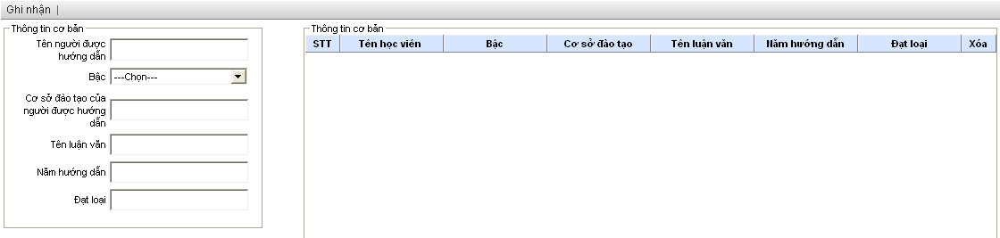 Ghi nhận |
Thông tin cơ bản
Tên người được
hướng dẫn
Bậc ---Chọn---
Cơ sở đào tạo của
người được hướng
dẫn
Tên luận văn
Năm hướng dẫn
Đạt loại
Thông tin cơ bản
STT Tên học viên Bậc Cơ sở đào tạo Tên luận văn Năm hướng dẫn Đạt loại Xóa